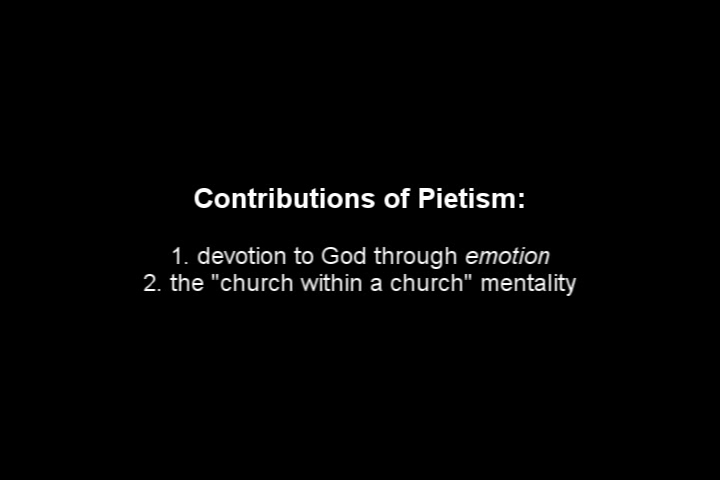 Contributions of Pietism:
1. devotion to God through emotion
2. the "church within a church" mentality